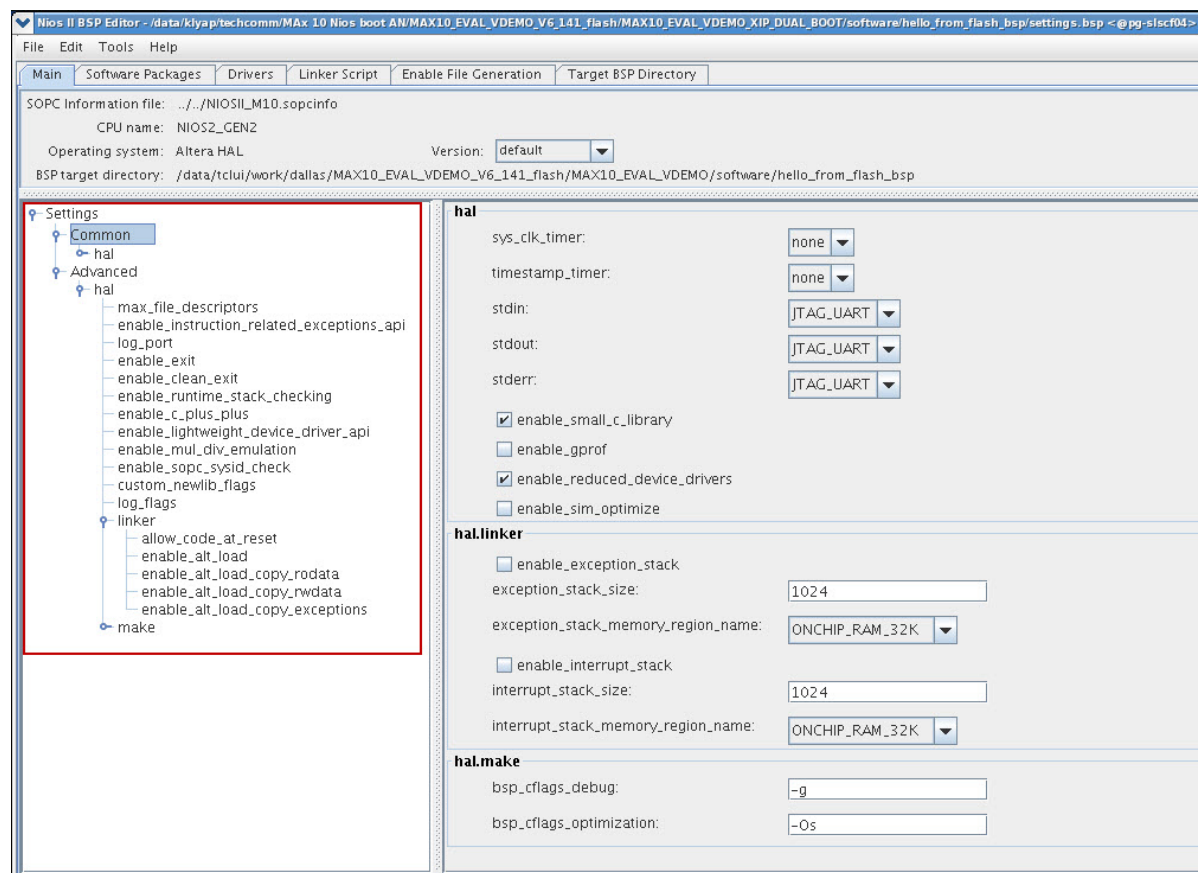 Nios II BSP Editor - /data/klyap/techcomm/MAx 10 Nios boot AN/MAX10_EVAL_VDEMO_V6_141_flash/MAX10_EVAL_VDEMO_XIP_DUAL_BOOT/software/hello_from_flash_bsp/settings.bsp <@pg-slscf04>
File Edit Tools Help
Main Software Packages Drivers Linker Script Enable File Generation Target BSP Directory
SOPC Information file: ../../NIOSII_M10.sopcinfo
CPU name: NIOS2_GEN2
Operating system: Altera HAL Version: default
BSP target directory: /data/tclui/work/dallas/MAX10_EVAL_VDEMO_V6_141_flash/MAX10_EVAL_VDEMO/software/hello_from_flash_bsp
Settings
Common
hal
Advanced
hal
max_file_descriptors
enable_instruction_related_exceptions_api
log_port
enable_exit
enable_clean_exit
enable_runtime_stack_checking
enable_c_plus_plus
enable_lightweight_device_driver_api
enable_mul_div_emulation
enable_sopc_sysid_check
custom_newlib_flags
log_flags
linker
allow_code_at_reset
enable_alt_load
enable_alt_load_copy_rodata
enable_alt_load_copy_rwdata
enable_alt_load_copy_exceptions
make
hal
sys_clk_timer: none
timestamp_timer: none
stdin: JTAG_UART
stdout: JTAG_UART
stderr: JTAG_UART
enable_small_c_library
enable_gprof
enable_reduced_device_drivers
enable_sim_optimize
hal.linker
enable_exception_stack
exception_stack_size: 1024
exception_stack_memory_region_name: ONCHIP_RAM_32K
enable_interrupt_stack
interrupt_stack_size: 1024
interrupt_stack_memory_region_name: ONCHIP_RAM_32K
hal.make
bsp_cflags_debug: -g
bsp_cflags_optimization: -Os